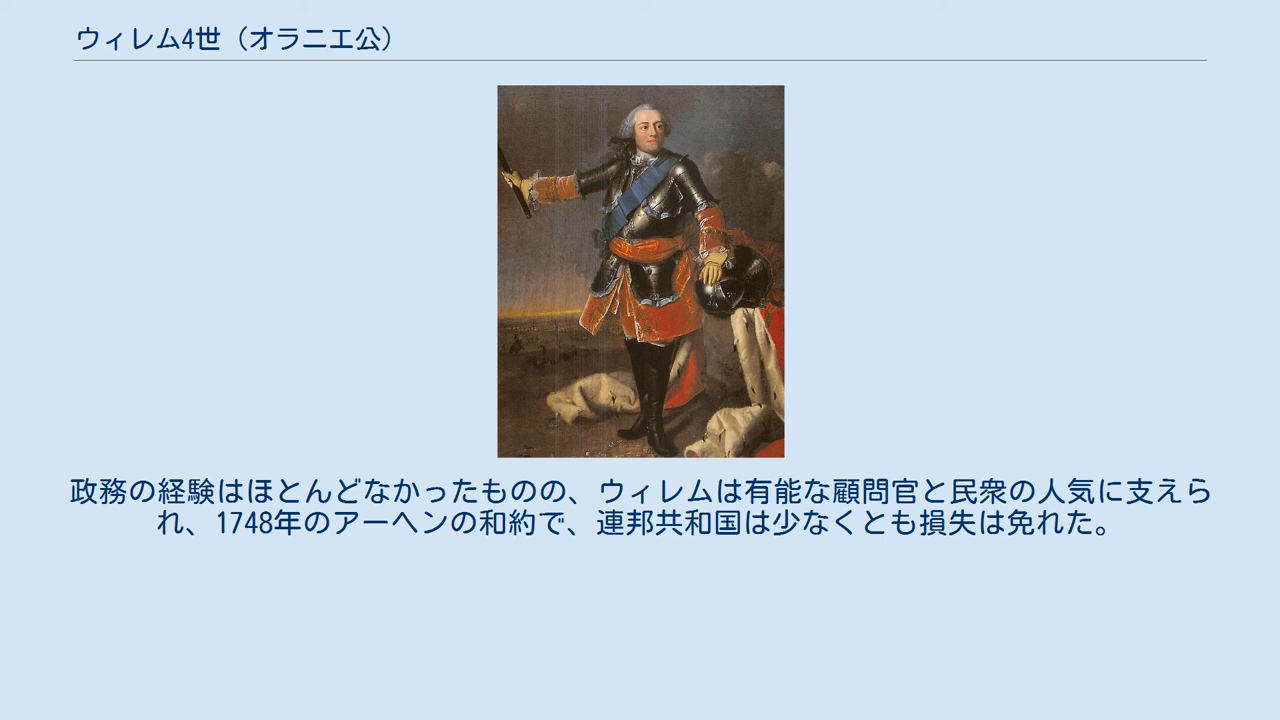 ウィレム4世（オラニエ公）
政務の経験はほとんどなかったものの、ウィレムは有能な顧問官と民衆の人気に支えら
れ、1748年のアーヘンの和約で、連邦共和国は少なくとも損失は免れた。